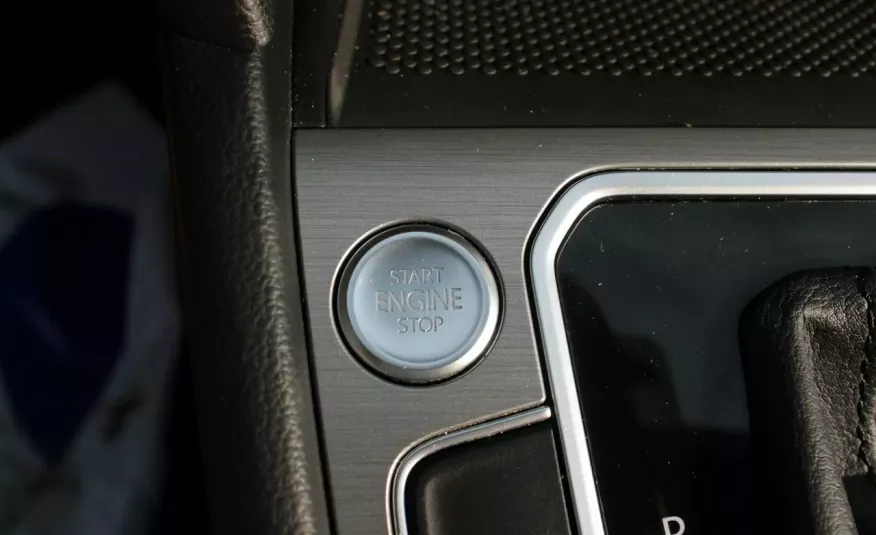 START
ENGINE
STOP
P